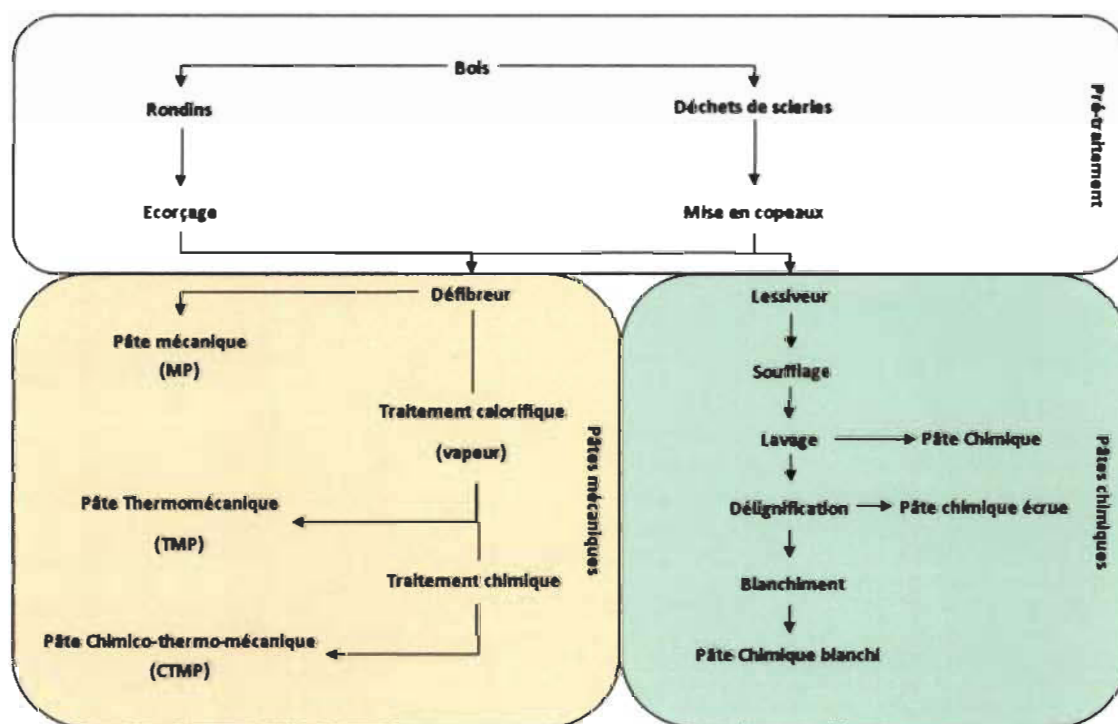 Bois
Rondins
Déchets de scieries
Ecorçage
Mise en copeaux
Pré-traitement
Défibreur
Pâte mécanique
(MP)
Traitement calorifique
(vapeur)
Pâte Thermomécanique
(TMP)
Traitement chimique
Pâte Chimico-thermo-mécanique
(CTMP)
Pâtes mécaniques
Lessiveur
Soufflage
Lavage
Pâte Chimique
Délignification
Pâte chimique écrue
Blanchiment
Pâte Chimique blanchi
Pâtes chimiques